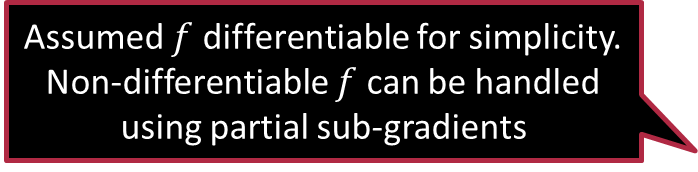 Assumed f differentiable for simplicity.
Non-differentiable f can be handled
using partial sub-gradients